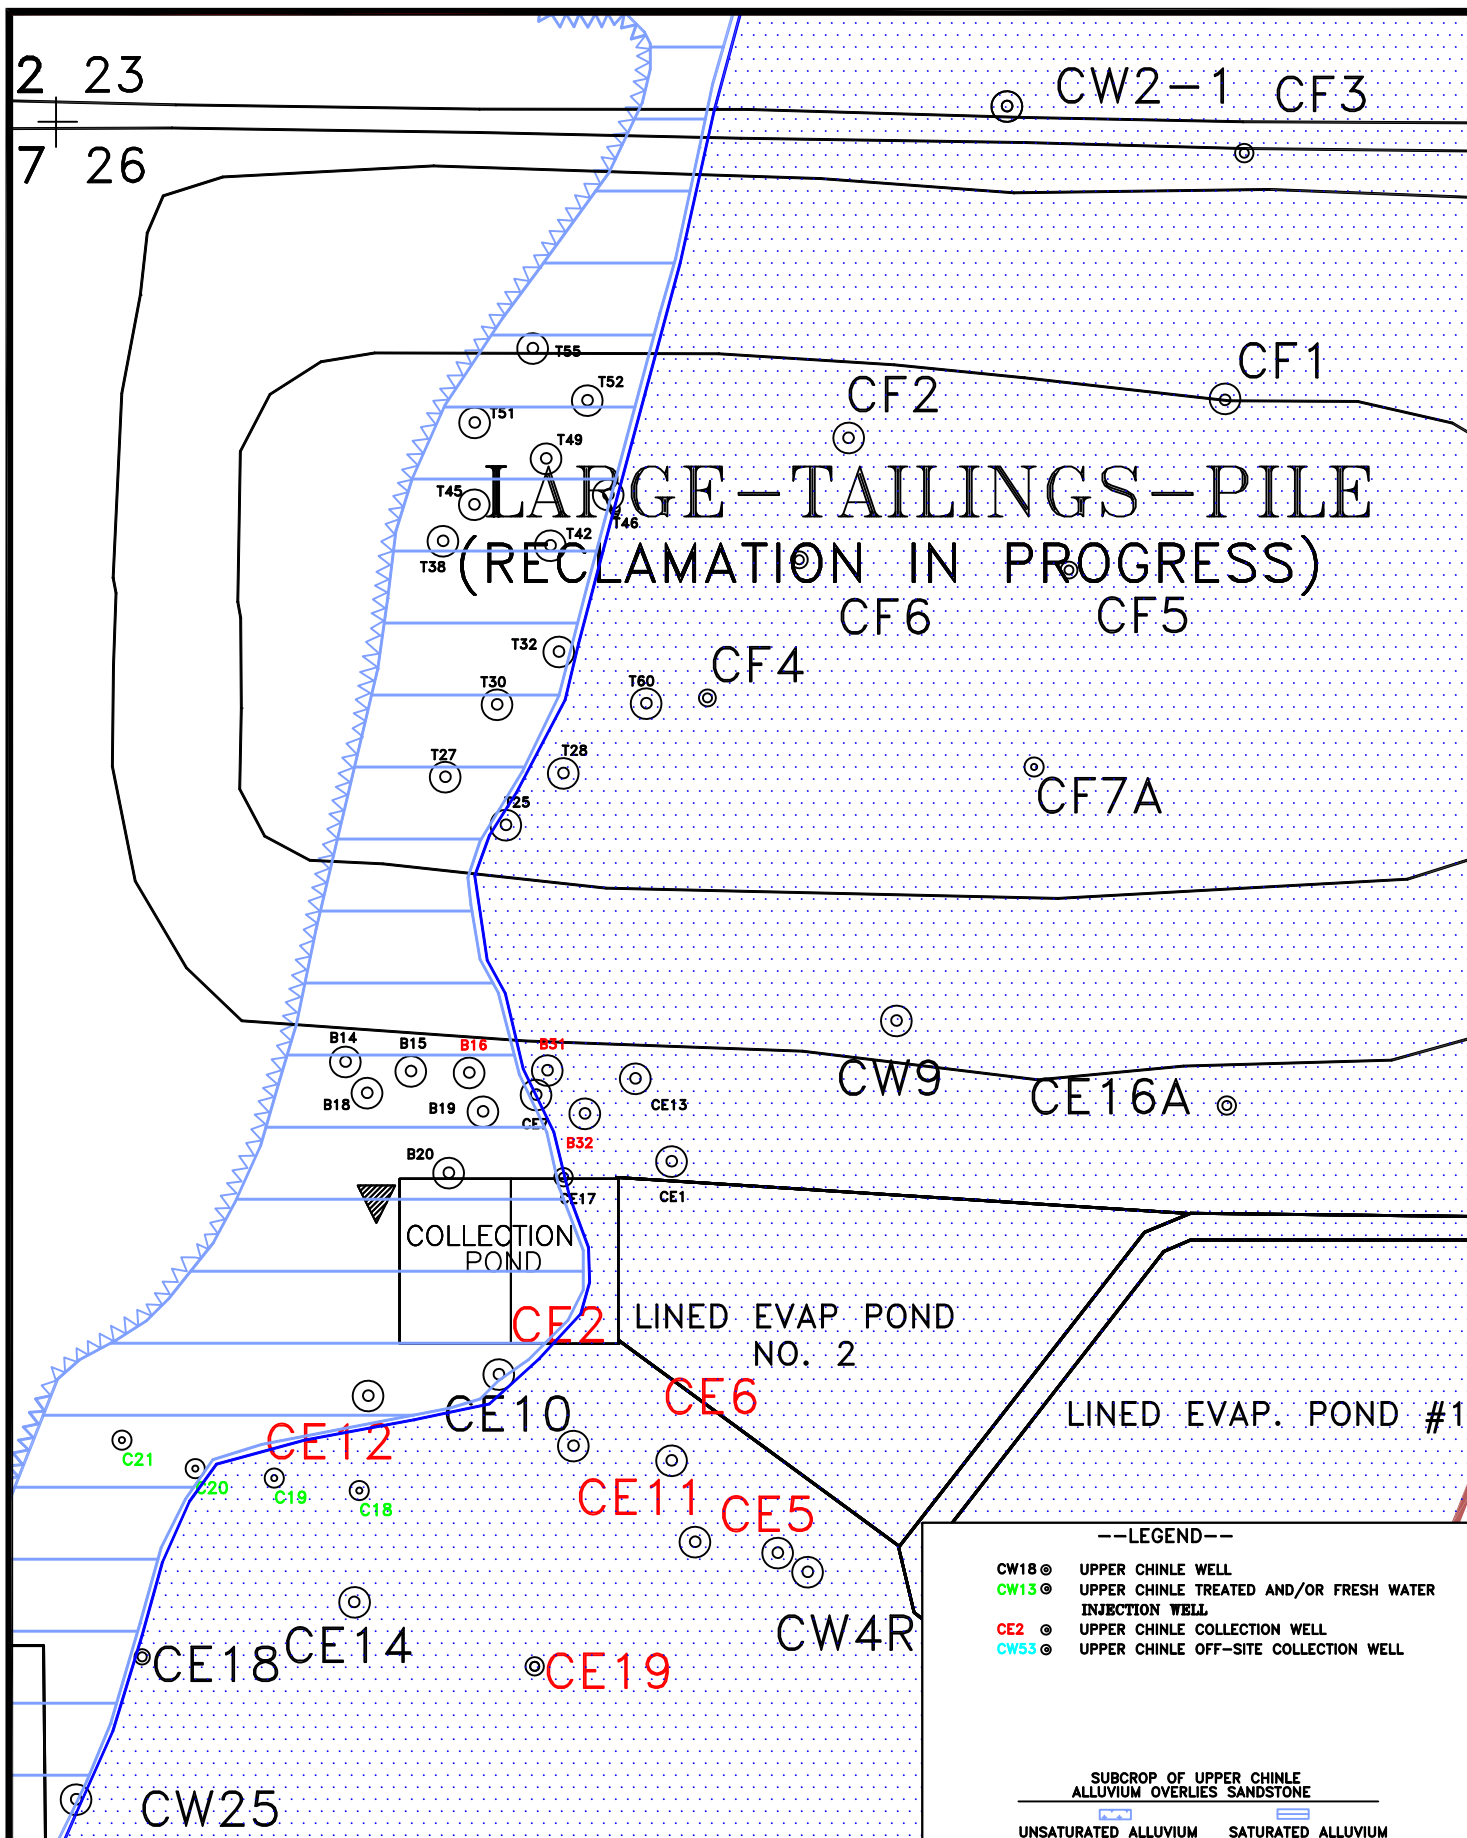 2 23
7 26
CW2-1
CF3
T55
T52
T51
T49
T45
T46
T42
T38
CF1
CF2
LARGE-TAILINGS-PILE
(RECLAMATION IN PROGRESS)
CF6
CF5
T32
T30
T60
CF4
T27
T28
CF7A
B14
B15
B16
B31
B18
B19
CE13
CW9
CE16A
B32
B20
CE17
CE1
COLLECTION
POND
CE2
LINED EVAP POND
NO. 2
CE6
CE10
LINED EVAP. POND #1
CE12
C21
C20
C19
C18
CE11
CE5
CW4R
CE14
CE18
CE19
CW25
--LEGEND--
CW18 UPPER CHINLE WELL
CW13 UPPER CHINLE TREATED AND/OR FRESH WATER
INJECTION WELL
CE2 UPPER CHINLE COLLECTION WELL
CW53 UPPER CHINLE OFF-SITE COLLECTION WELL
SUBCROP OF UPPER CHINLE
ALLUVIUM OVERLIES SANDSTONE
UNSATURATED ALLUVIUM SATURATED ALLUVIUM